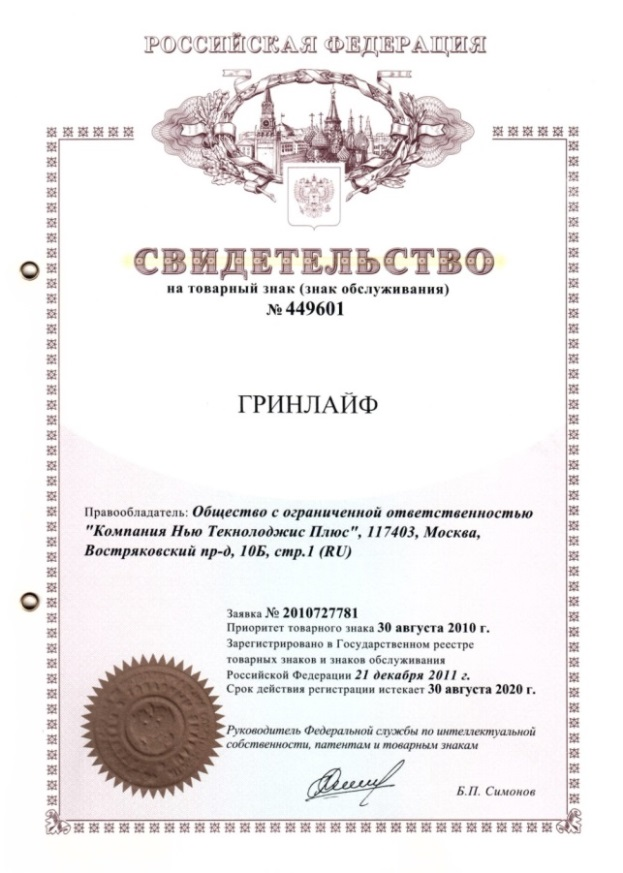 РОССИЙСКАЯ ФЕДЕРАЦИЯ
СВИДЕТЕЛЬСТВО
на товарный знак (знак обслуживания)
№ 449601
ГРИНЛАЙФ
Правообладатель: Общество с ограниченной ответственностью
"Компания Нью Текнолоджис Плюс", 117403, Москва,
Востряковский пр-д, 10Б, стр.1 (RU)
Заявка № 2010727781
Приоритет товарного знака 30 августа 2010 г.
Зарегистрировано в Государственном реестре
товарных знаков и знаков обслуживания
Российской Федерации 21 декабря 2011 г.
Срок действия регистрации истекает 30 августа 2020 г.
Руководитель Федеральной службы по интеллектуальной
собственности, патентам и товарным знакам
Б.П. Симонов